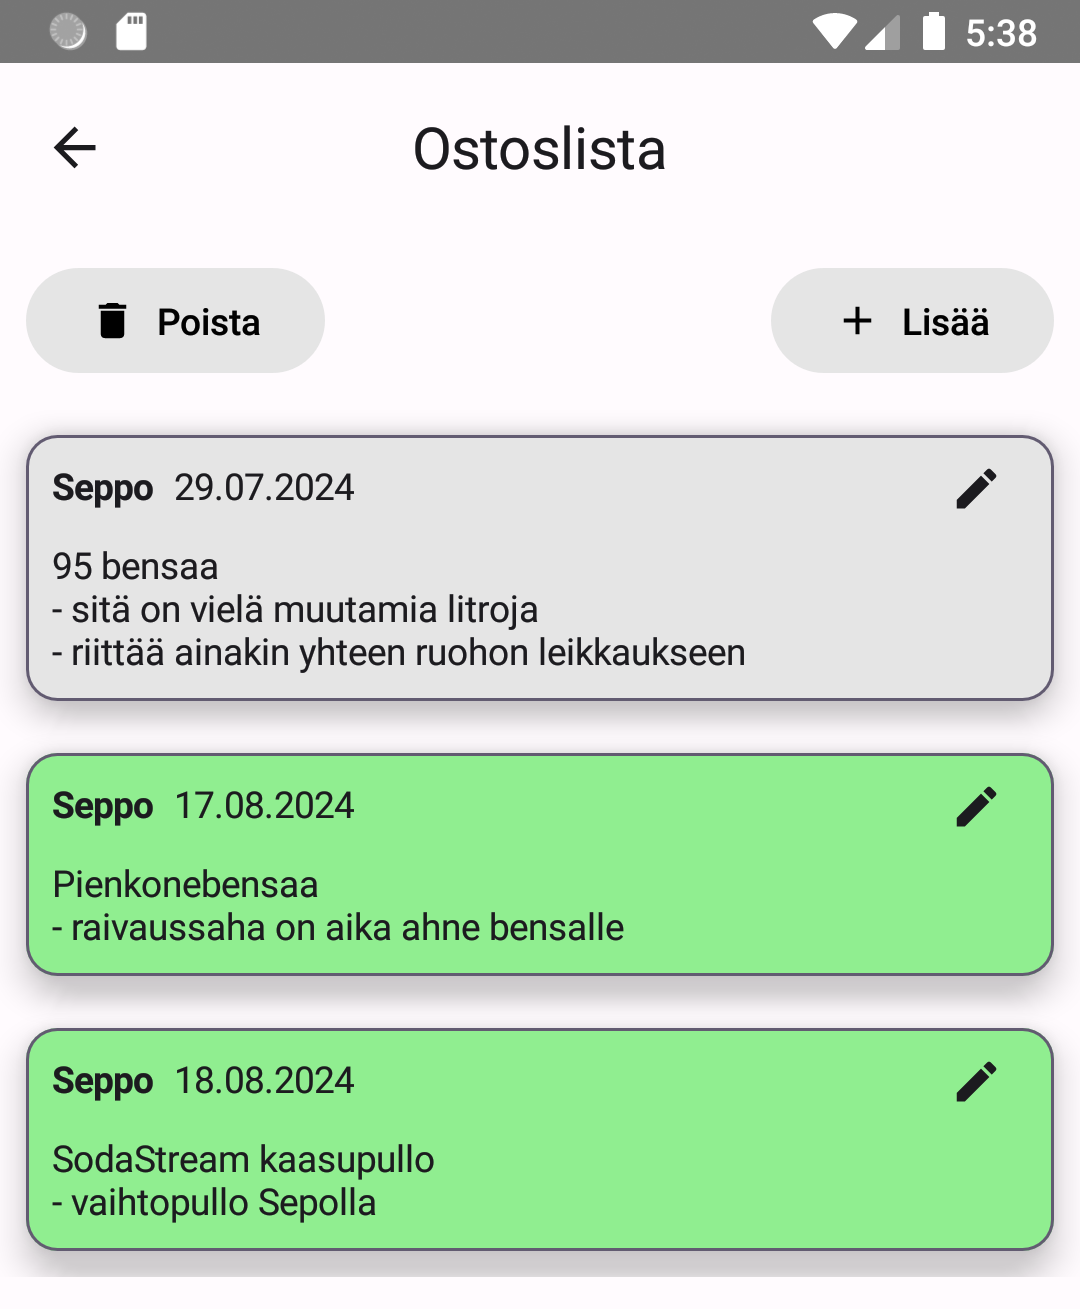 5:38
Ostoslista
Poista
Lisää
Seppo 29.07.2024
95 bensaa
- sitä on vielä muutamia litroja
- riittää ainakin yhteen ruohon leikkaukseen
Seppo 17.08.2024
Pienkonebensaa
- raivaussaha on aika ahne bensalle
Seppo 18.08.2024
SodaStream kaasupullo
- vaihtopullo Sepolla